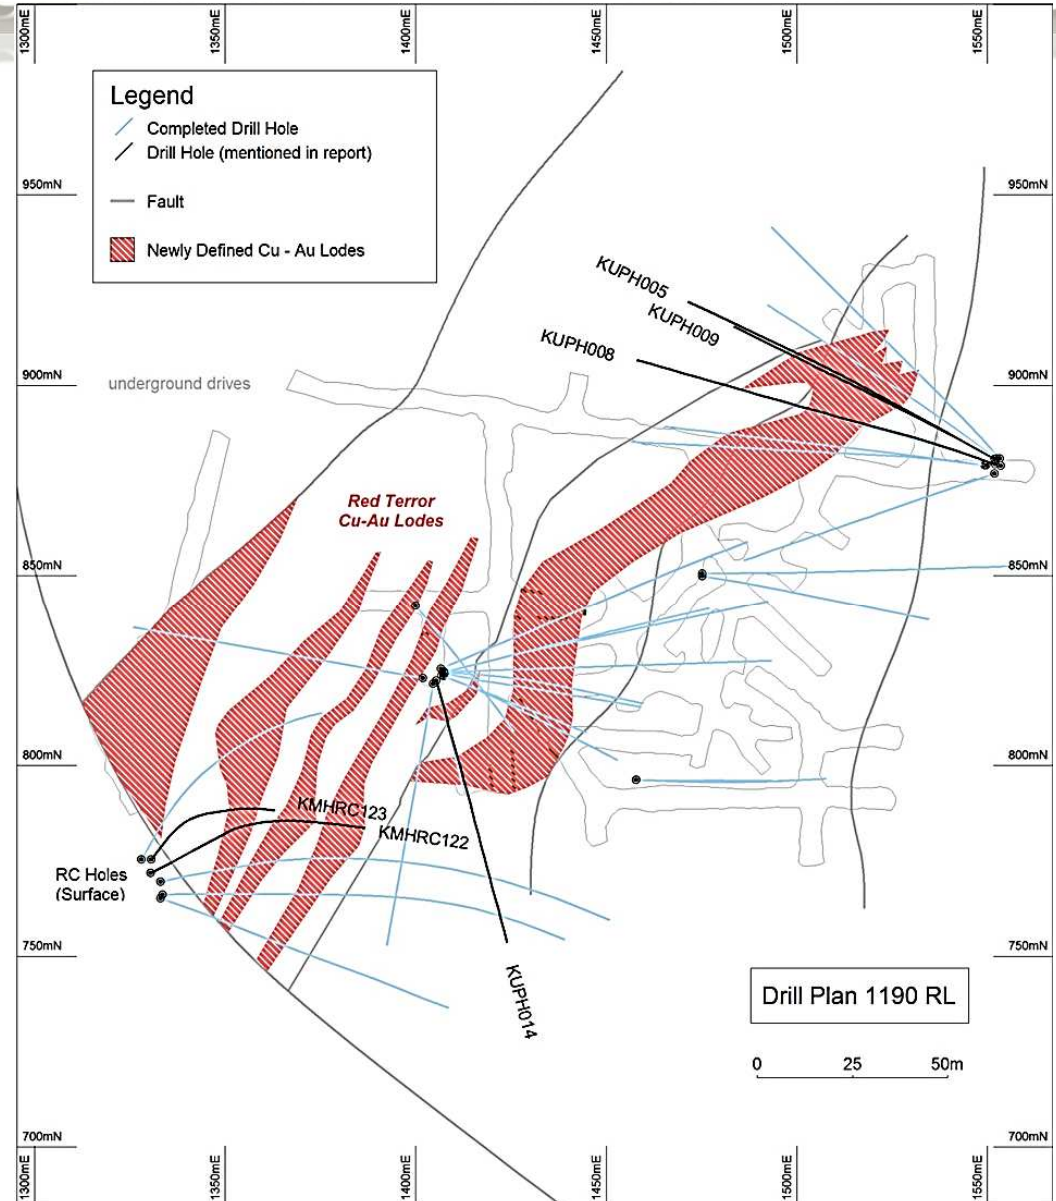 1300mE
1350mE
1400mE
1450mE
1500mE
1550mE
Legend
Completed Drill Hole
Drill Hole (mentioned in report)
Fault
Newly Defined Cu - Au Lodes
950mN
950mN
KUPH005
KUPH009
KUPH008
900mN
900mN
underground drives
Red Terror
Cu-Au Lodes
850mN
850mN
800mN
800mN
KMHRC123
KMHRC122
RC Holes
(Surface)
750mN
750mN
KUPH014
Drill Plan 1190 RL
0 25 50m
700mN
700mN
1300mE
1350mE
1400mE
1450mE
1500mE
1550mE